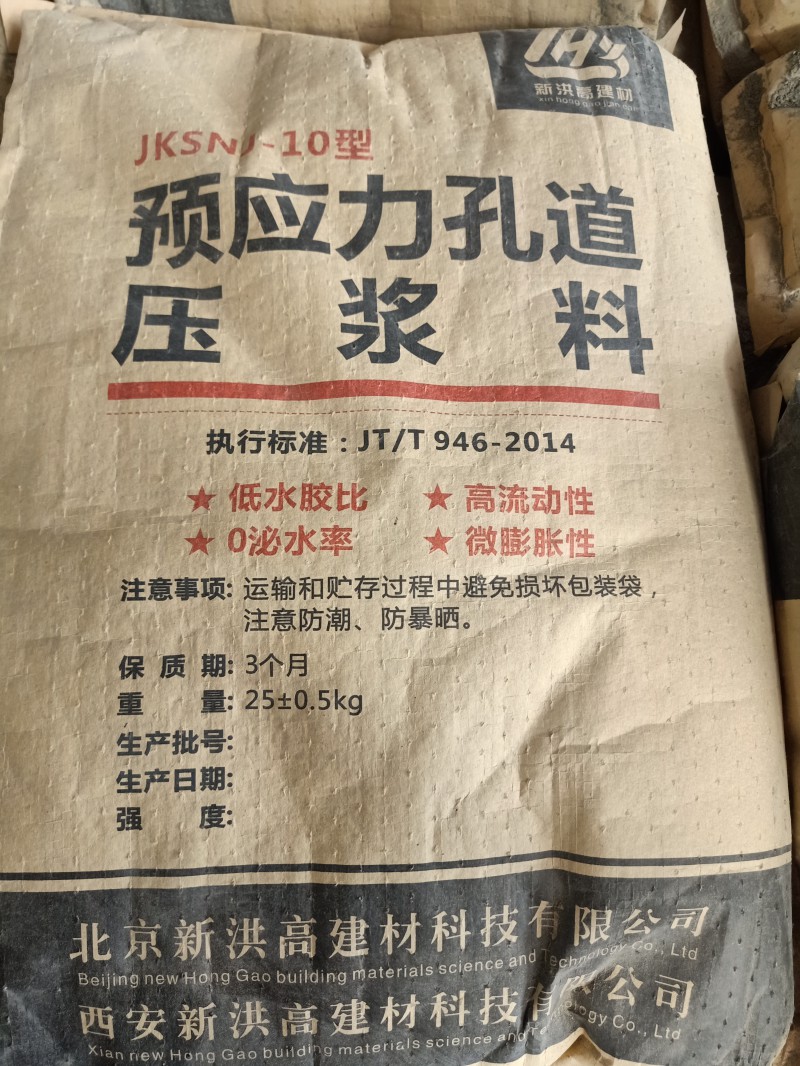 新洪高建材
JKSNJ-10型
预应力孔道
压浆料
执行标准：JT/T 946-2014
★ 低水胶比 ★ 高流动性
★ 0泌水率 ★ 微膨胀性
注意事项: 运输和贮存过程中避免损坏包装袋，
注意防潮、防暴晒。
保质期: 3个月
重量: 25±0.5kg
生产批号:
生产日期:
强度:
北京新洪高建材科技有限公司
Beijing new Hong Gao building materials science and Technology Co., Ltd
西安新洪高建材科技有限公司
Xian new Hong Gao building materials science and Technology Co., Ltd